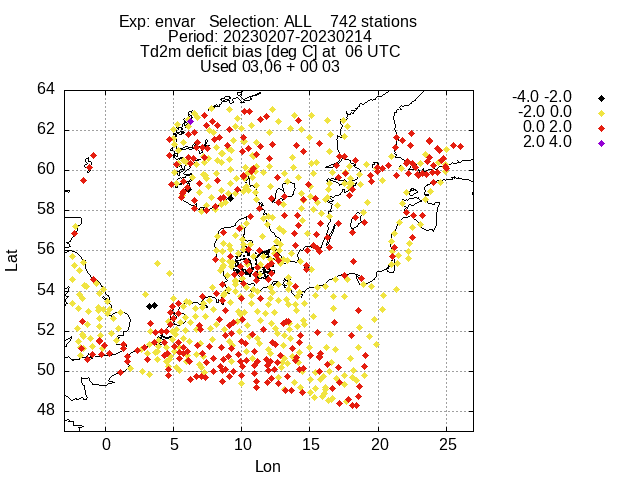 Exp: envar   Selection: ALL    742 stations
Period: 20230207-20230214
Td2m deficit bias [deg C] at  06 UTC
Used 03,06 + 00 03
-4.0 -2.0
-2.0 0.0
0.0 2.0
2.0 4.0
64
62
60
58
56
54
52
50
48
Lat
0 5 10 15 20 25
Lon